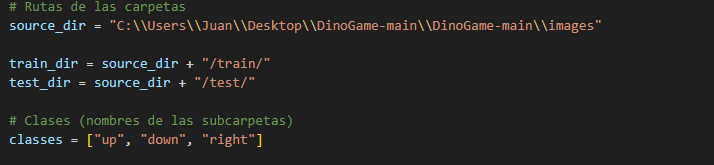 # Rutas de las carpetas
source_dir = "C:\\Users\\Juan\\Desktop\\DinoGame-main\\DinoGame-main\\images"
train_dir = source_dir + "/train/"
test_dir = source_dir + "/test/"
# Clases (nombres de las subcarpetas)
classes = ["up", "down", "right"]